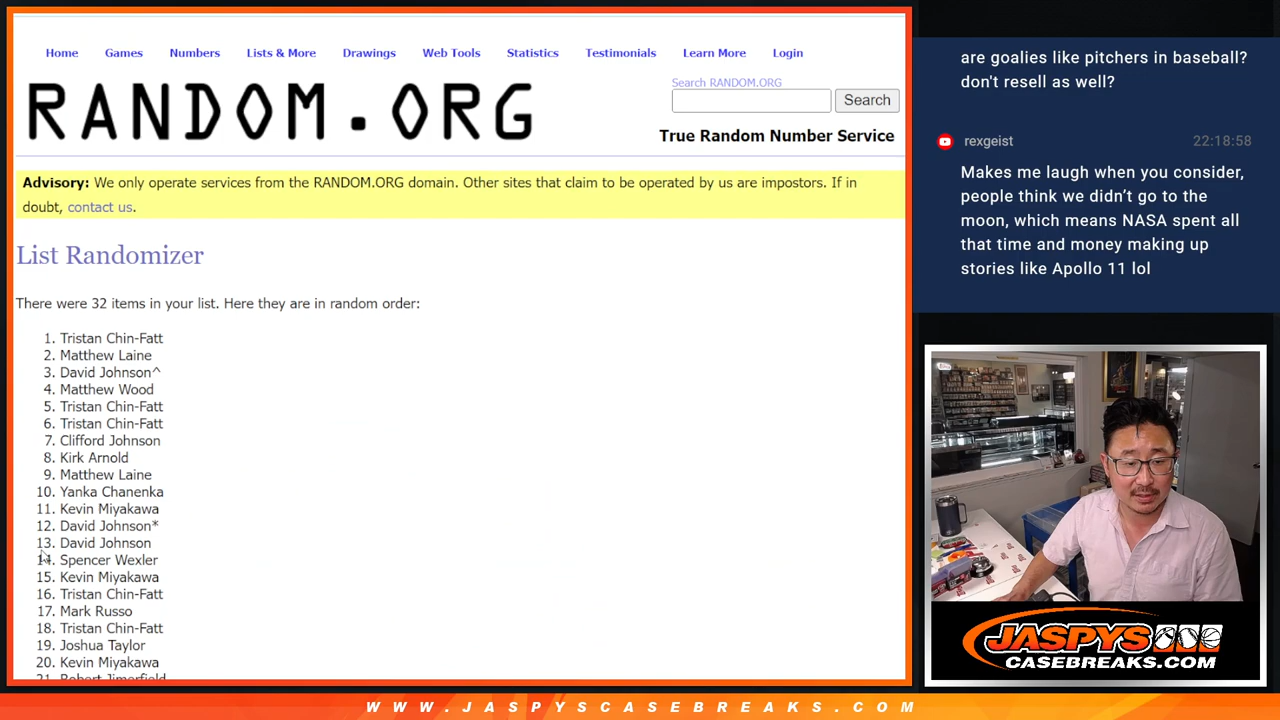 Home Games Numbers Lists & More Drawings Web Tools Statistics Testimonials Learn More Login
RANDOM.ORG
Search RANDOM.ORG
Search
True Random Number Service
Advisory: We only operate services from the RANDOM.ORG domain. Other sites that claim to be operated by us are impostors. If in
doubt, contact us.
List Randomizer
There were 32 items in your list. Here they are in random order:
1. Tristan Chin-Fatt
2. Matthew Laine
3. David Johnson^
4. Matthew Wood
5. Tristan Chin-Fatt
6. Tristan Chin-Fatt
7. Clifford Johnson
8. Kirk Arnold
9. Matthew Laine
10. Yanka Chanenka
11. Kevin Miyakawa
12. David Johnson*
13. David Johnson
14. Spencer Wexler
15. Kevin Miyakawa
16. Tristan Chin-Fatt
17. Mark Russo
18. Tristan Chin-Fatt
19. Joshua Taylor
20. Kevin Miyakawa
21. Robert Jimerfield
are goalies like pitchers in baseball?
don't resell as well?
rexgeist 22:18:58
Makes me laugh when you consider,
people think we didn’t go to the
moon, which means NASA spent all
that time and money making up
stories like Apollo 11 lol
JASPYS
CASEBREAKS.COM
WWW.JASPYSCASEBREAKS.COM